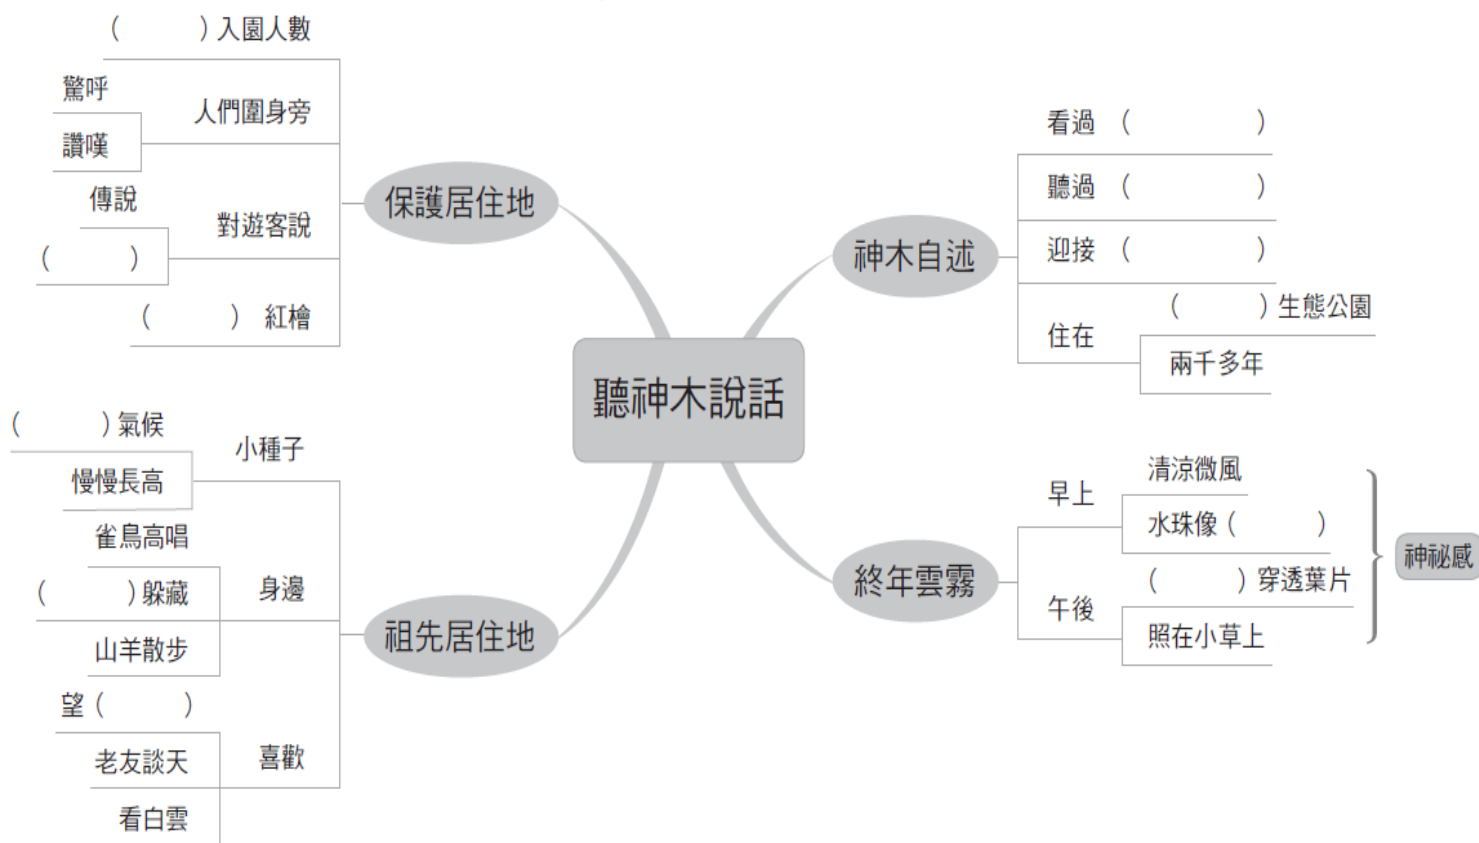 聽神木說話
神木自述
看過（　　　　）
聽過（　　　　）
迎接（　　　　）
住在
（　　　）生態公園
兩千多年
終年雲霧
早上
清涼微風
水珠像（　　　）
午後
（　　　）穿透葉片
照在小草上
神祕感
祖先居住地
小種子
（　　　）氣候
慢慢長高
身邊
雀鳥高唱
（　　　）躲藏
山羊散步
喜歡
望（　　　）
老友談天
看白雲
保護居住地
（　　　）入園人數
人們圍身旁
驚呼
讚嘆
對遊客說
傳說
（　　　）
（　　　）紅檜